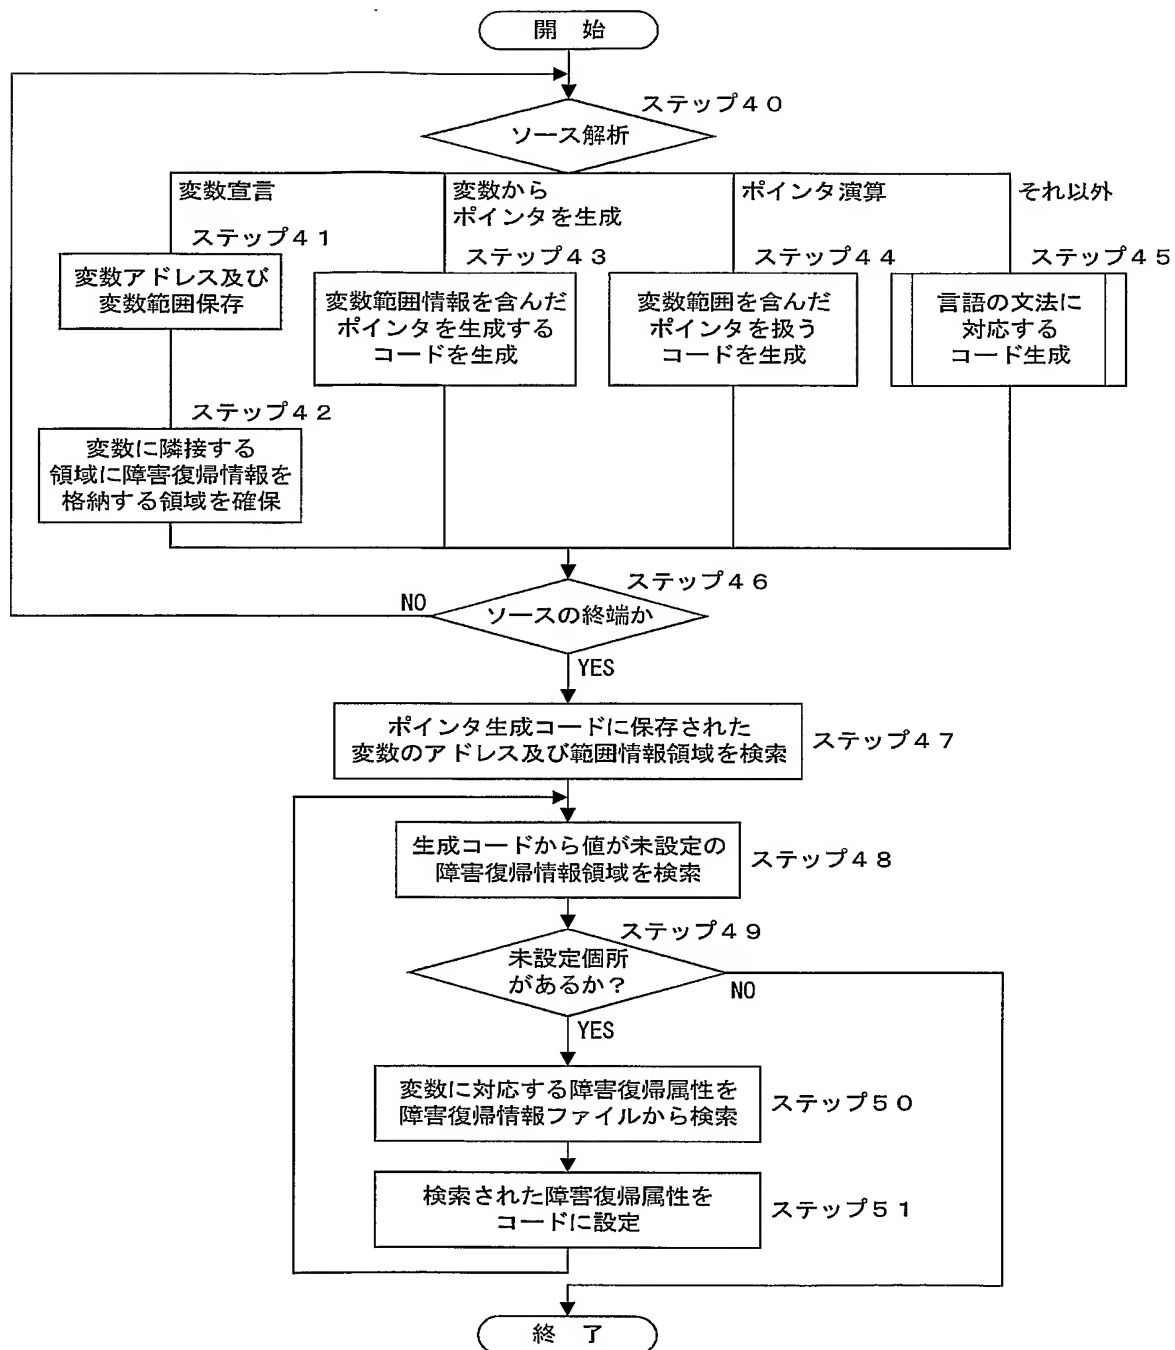 開 始
ステップ40
ソース解析
変数宣言
変数から
ポインタを生成
ポインタ演算
それ以外
ステップ41
変数アドレス及び
変数範囲保存
ステップ43
変数範囲情報を含んだ
ポインタを生成する
コードを生成
ステップ44
変数範囲を含んだ
ポインタを扱う
コードを生成
ステップ45
言語の文法に
対応する
コード生成
ステップ42
変数に隣接する
領域に障害復帰情報を
格納する領域を確保
ステップ46
ソースの終端か
NO
YES
ポインタ生成コードに保存された
変数のアドレス及び範囲情報領域を検索
ステップ47
生成コードから値が未設定の
障害復帰情報領域を検索
ステップ48
ステップ49
未設定個所
があるか?
NO
YES
変数に対応する障害復帰属性を
障害復帰情報ファイルから検索
ステップ50
検索された障害復帰属性を
コードに設定
ステップ51
終 了